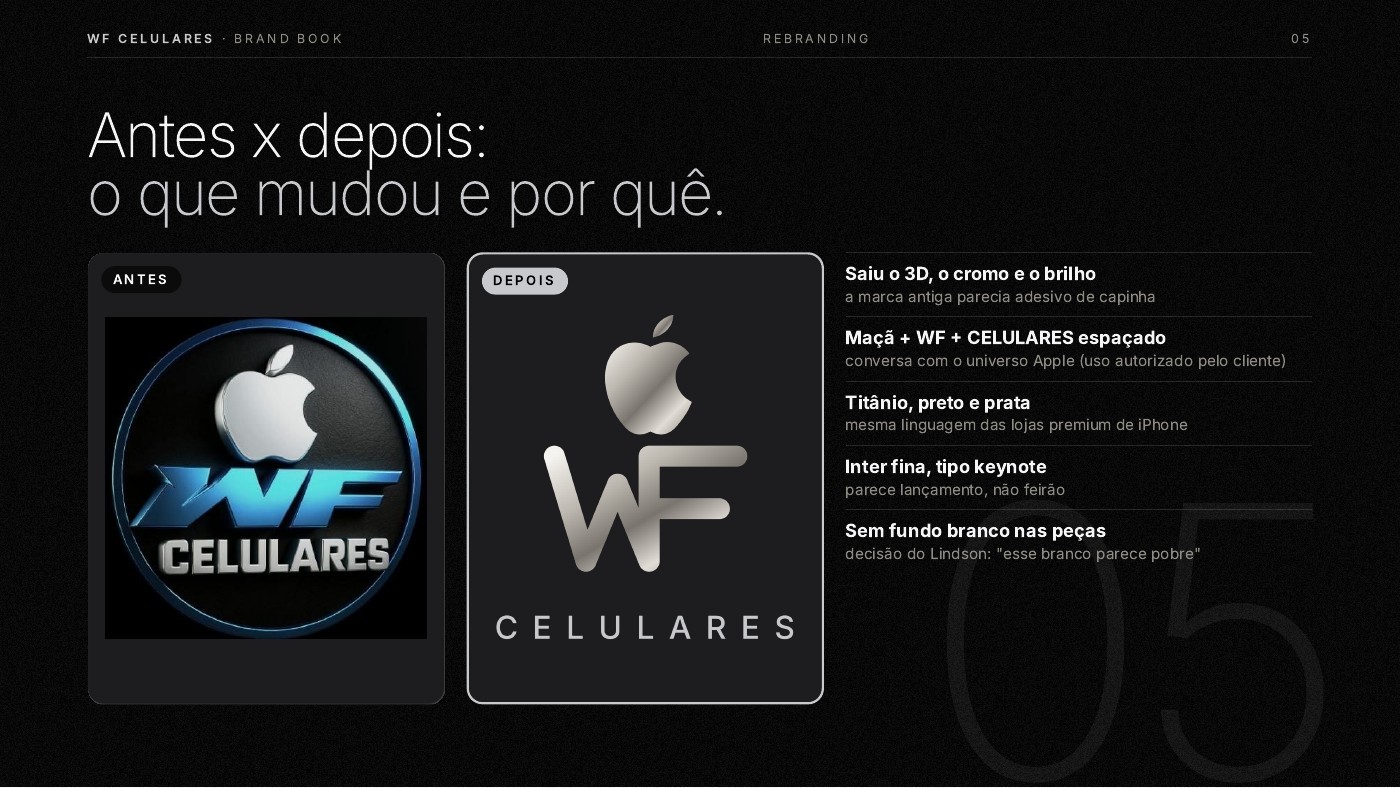 WF CELULARES · BRAND BOOK
REBRANDING
05
Antes x depois:
o que mudou e por quê.
ANTES
WF
CELULARES
DEPOIS
WF
CELULARES
Saiu o 3D, o cromo e o brilho
a marca antiga parecia adesivo de capinha
Maçã + WF + CELULARES espaçado
conversa com o universo Apple (uso autorizado pelo cliente)
Titânio, preto e prata
mesma linguagem das lojas premium de iPhone
Inter fina, tipo keynote
parece lançamento, não feirão
Sem fundo branco nas peças
decisão do Lindson: "esse branco parece pobre"
05